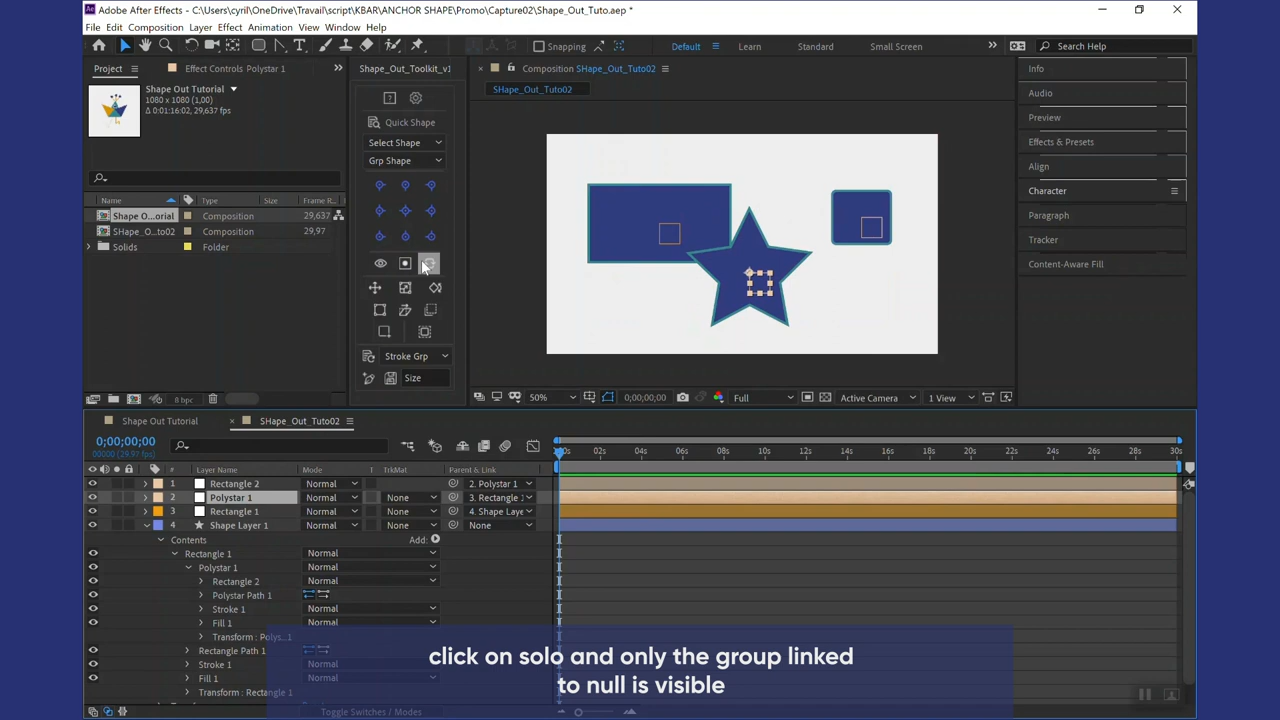 Adobe After Effects - C:\Users\cyril\OneDrive\Travail\script\KBAR\ANCHOR SHAPE\Promo\Capture02\Shape_Out_Tuto.aep *
File Edit Composition Layer Effect Animation View Window Help
Snapping Default Learn Standard Small Screen Search Help
Project Effect Controls Polystar 1
Shape Out Tutorial
1080 x 1080 (1,00)
Δ 0:01:16:02, 29,637 fps
Name Type Size Frame R...
Shape O...orial Composition 29,637
SHape_O...to02 Composition 29,97
Solids Folder
8 bpc
Shape_Out_Toolkit_v1
Quick Shape
Select Shape
Grp Shape
Stroke Grp
Size
Composition SHape_Out_Tuto02
SHape_Out_Tuto02
50% 0;00;00;00 Full Active Camera 1 View
Info
Audio
Preview
Effects & Presets
Align
Character
Paragraph
Tracker
Content-Aware Fill
Shape Out Tutorial SHape_Out_Tuto02
0;00;00;00
00000 (29.97 fps)
# Layer Name Mode T TrkMat Parent & Link
02s 04s 06s 08s 10s 12s 14s 16s 18s 20s 22s 24s 26s 28s 30s
1 Rectangle 2 Normal 2. Polystar 1
2 Polystar 1 Normal None 3. Rectangle 1
3 Rectangle 1 Normal None 4. Shape Laye
4 Shape Layer 1 Normal None None
Contents Add:
Rectangle 1 Normal
Polystar 1 Normal
Rectangle 2 Normal
Polystar Path 1
Stroke 1 Normal
Fill 1 Normal
Transform : Polys..1
Rectangle Path 1
Stroke 1 Normal
Fill 1 Normal
Transform : Rectangle 1
Toggle Switches / Modes
click on solo and only the group linked
to null is visible